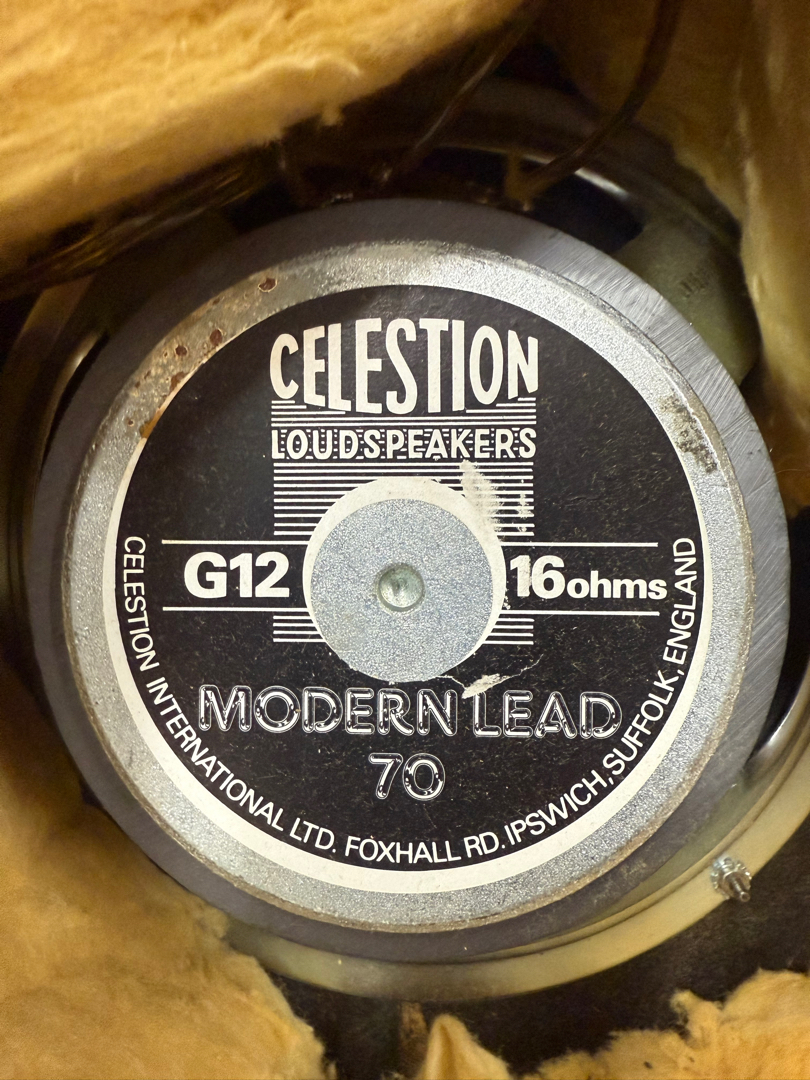 CELESTION
LOUDSPEAKERS
G12 16ohms
MODERN LEAD
70
CELESTION INTERNATIONAL LTD. FOXHALL RD. IPSWICH, SUFFOLK, ENGLAND